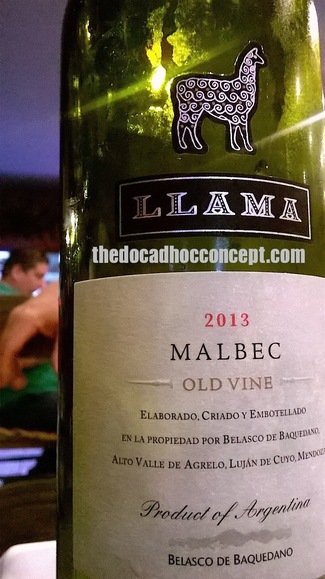 LLAMA
thedocadhocconcept.com
2013
MALBEC
OLD VINE
ELABORADO, CRIADO Y EMBOTELLADO
EN LA PROPIEDAD POR BELASCO DE BAQUEDANO,
ALTO VALLE DE AGRELO, LUJÁN DE CUYO, MENDOZA
Product of Argentina
BELASCO DE BAQUEDANO